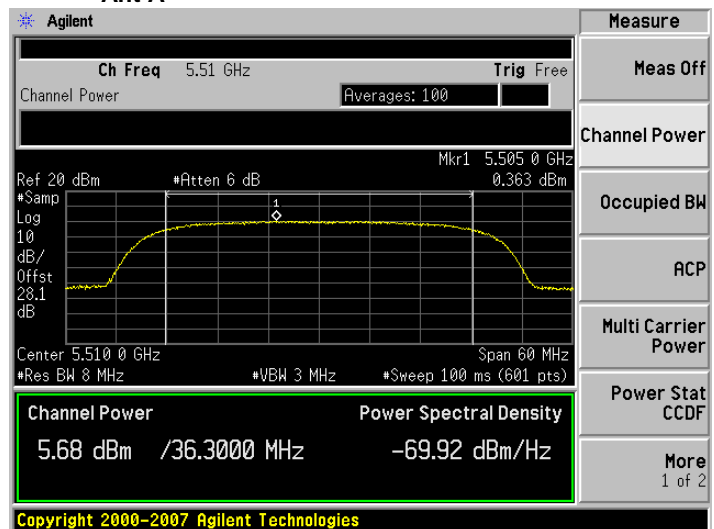 Agilent
Measure
Ch Freq 5.51 GHz Trig Free
Channel Power Averages: 100
Mkr1 5.505 0 GHz
Ref 20 dBm #Atten 6 dB 0.363 dBm
#Samp
Log
10
dB/
Offst
28.1
dB
1
Center 5.510 0 GHz Span 60 MHz
#Res BW 8 MHz #VBW 3 MHz #Sweep 100 ms (601 pts)
Channel Power Power Spectral Density
5.68 dBm /36.3000 MHz -69.92 dBm/Hz
Copyright 2000-2007 Agilent Technologies
Meas Off
Channel Power
Occupied BW
ACP
Multi Carrier
Power
Power Stat
CCDF
More
1 of 2